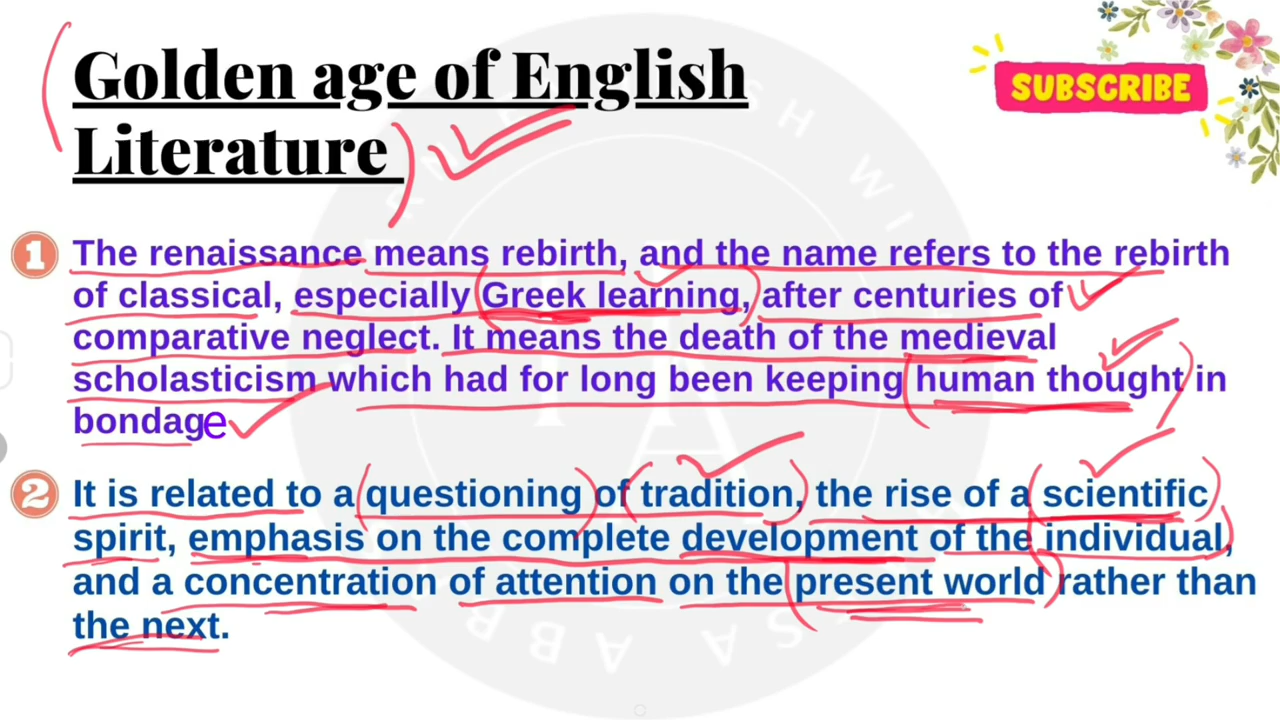 Golden age of English
Literature
SUBSCRIBE
1 The renaissance means rebirth, and the name refers to the rebirth
of classical, especially Greek learning, after centuries of
comparative neglect. It means the death of the medieval
scholasticism which had for long been keeping human thought in
bondage
2 It is related to a questioning of tradition, the rise of a scientific
spirit, emphasis on the complete development of the individual,
and a concentration of attention on the present world rather than
the next.